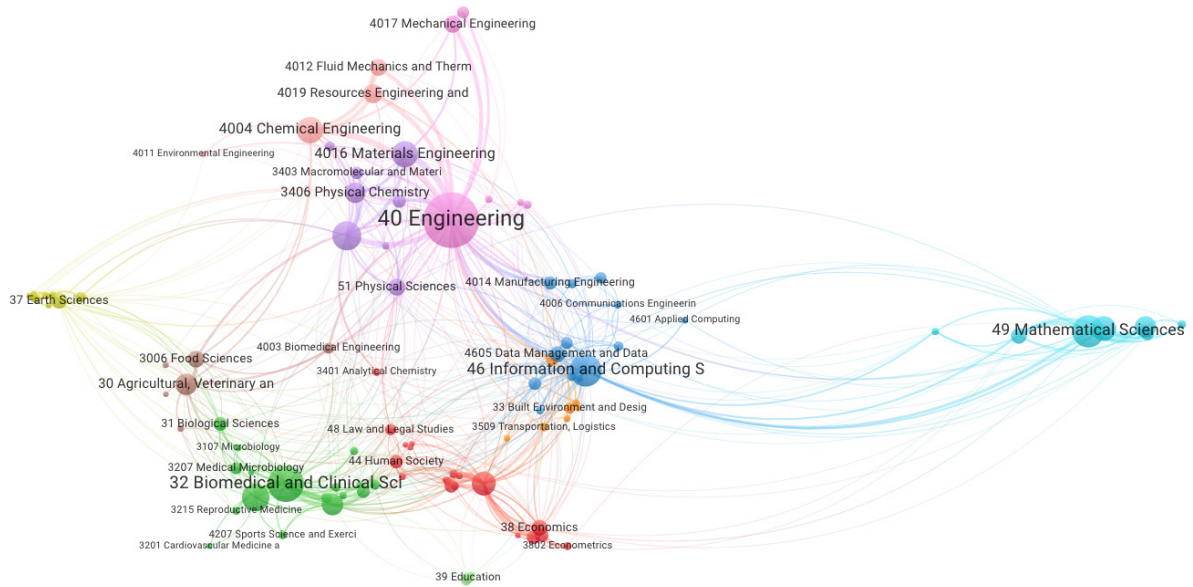 4017 Mechanical Engineering
4012 Fluid Mechanics and Therm
4019 Resources Engineering and
4004 Chemical Engineering
4011 Environmental Engineering
4016 Materials Engineering
3403 Macromolecular and Materi
3406 Physical Chemistry
40 Engineering
51 Physical Sciences
4014 Manufacturing Engineering
37 Earth Sciences
4006 Communications Engineerin
4601 Applied Computing
49 Mathematical Sciences
4003 Biomedical Engineering
4605 Data Management and Data
3006 Food Sciences
3401 Analytical Chemistry
46 Information and Computing S
30 Agricultural, Veterinary an
33 Built Environment and Desig
31 Biological Sciences
48 Law and Legal Studies
3509 Transportation, Logistics
3107 Microbiology
44 Human Society
3207 Medical Microbiology
32 Biomedical and Clinical Sci
3215 Reproductive Medicine
38 Economics
4207 Sports Science and Exerci
3201 Cardiovascular Medicine a
3802 Econometrics
39 Education